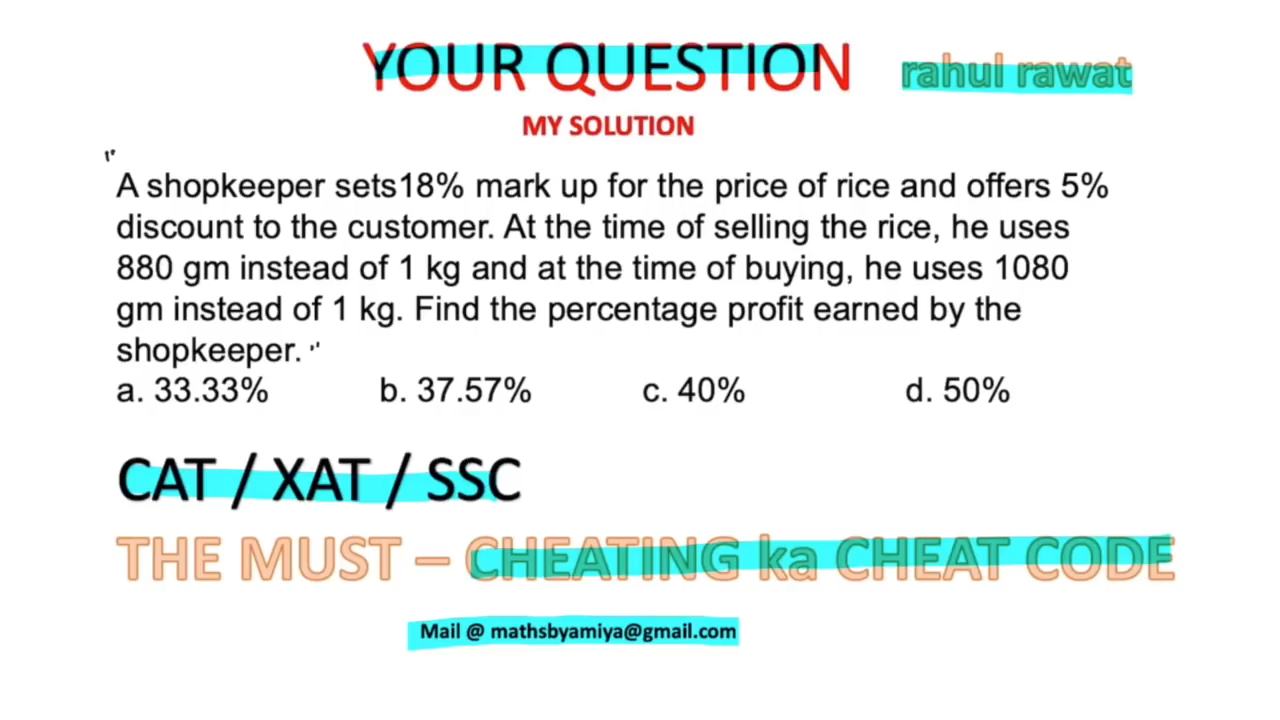 YOUR QUESTION
rahul rawat
MY SOLUTION
A shopkeeper sets18% mark up for the price of rice and offers 5%
discount to the customer. At the time of selling the rice, he uses
880 gm instead of 1 kg and at the time of buying, he uses 1080
gm instead of 1 kg. Find the percentage profit earned by the
shopkeeper.
a. 33.33% b. 37.57% c. 40% d. 50%
CAT / XAT / SSC
THE MUST – CHEATING ka CHEAT CODE
Mail @ mathsbyamiya@gmail.com